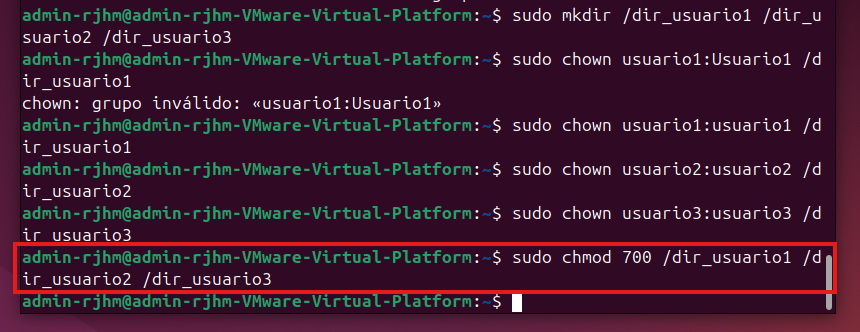 admin-rjhm@admin-rjhm-VMware-Virtual-Platform:~$ sudo mkdir /dir_usuario1 /dir_u
suario2 /dir_usuario3
admin-rjhm@admin-rjhm-VMware-Virtual-Platform:~$ sudo chown usuario1:Usuario1 /d
ir_usuario1
chown: grupo inválido: «usuario1:Usuario1»
admin-rjhm@admin-rjhm-VMware-Virtual-Platform:~$ sudo chown usuario1:usuario1 /d
ir_usuario1
admin-rjhm@admin-rjhm-VMware-Virtual-Platform:~$ sudo chown usuario2:usuario2 /d
ir_usuario2
admin-rjhm@admin-rjhm-VMware-Virtual-Platform:~$ sudo chown usuario3:usuario3 /d
ir_usuario3
admin-rjhm@admin-rjhm-VMware-Virtual-Platform:~$ sudo chmod 700 /dir_usuario1 /d
ir_usuario2 /dir_usuario3
admin-rjhm@admin-rjhm-VMware-Virtual-Platform:~$